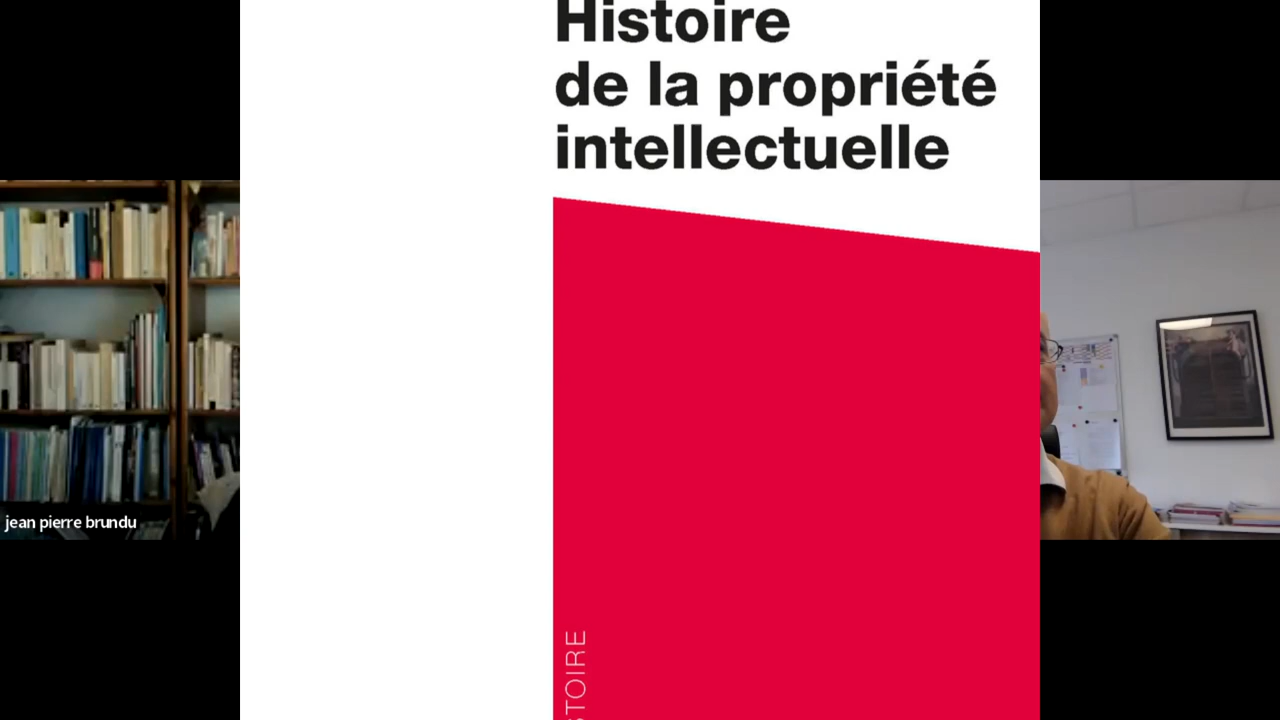 Histoire
de la propriété
intellectuelle
jean pierre brundu
STOIRE